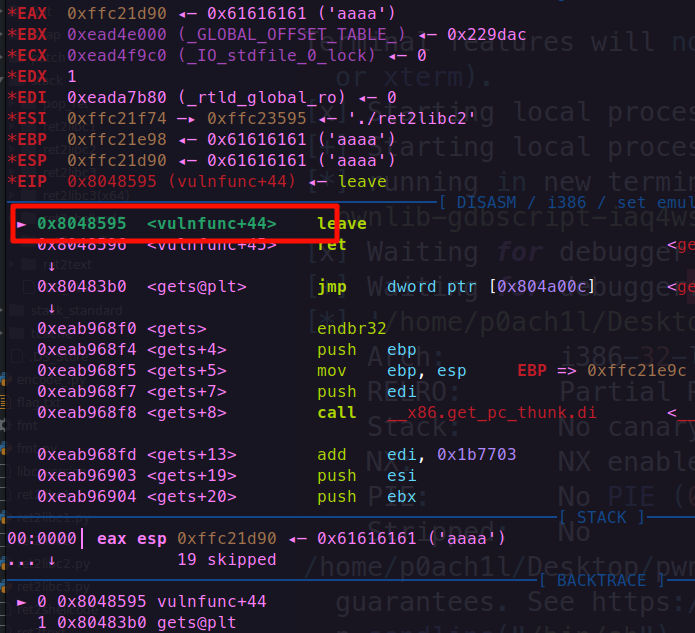 *EAX  0xffc21d90 ◂— 0x61616161 ('aaaa')
*EBX  0xead4e000 (_GLOBAL_OFFSET_TABLE_) ◂— 0x229dac
*ECX  0xead4f9c0 (_IO_stdfile_0_lock) ◂— 0
*EDX  1
*EDI  0xeada7b80 (_rtld_global_ro) ◂— 0
*ESI  0xffc21f74 —▸ 0xffc23595 ◂— './ret2libc2'
*EBP  0xffc21e98 ◂— 0x61616161 ('aaaa')
*ESP  0xffc21d90 ◂— 0x61616161 ('aaaa')
*EIP  0x8048595 (vulnfunc+44) ◂— leave
[ DISASM / i386 / set emul
► 0x8048595  <vulnfunc+44>    leave
0x8048596  <vulnfunc+45>    ret    <ge
↓
0x80483b0  <gets@plt>    jmp    dword ptr [0x804a00c]    <ge
↓
0xeab968f0 <gets>    endbr32
0xeab968f4 <gets+4>    push   ebp
0xeab968f5 <gets+5>    mov    ebp, esp    EBP => 0xffc21e9c
0xeab968f7 <gets+7>    push   edi
0xeab968f8 <gets+8>    call   __x86.get_pc_thunk.di    <__
0xeab968fd <gets+13>    add    edi, 0x1b7703
0xeab96903 <gets+19>    push   esi
0xeab96904 <gets+20>    push   ebx
[ STACK ]
00:0000│ eax esp 0xffc21d90 ◂— 0x61616161 ('aaaa')
... ↓    19 skipped
[ BACKTRACE ]
► 0 0x8048595 vulnfunc+44
1 0x80483b0 gets@plt